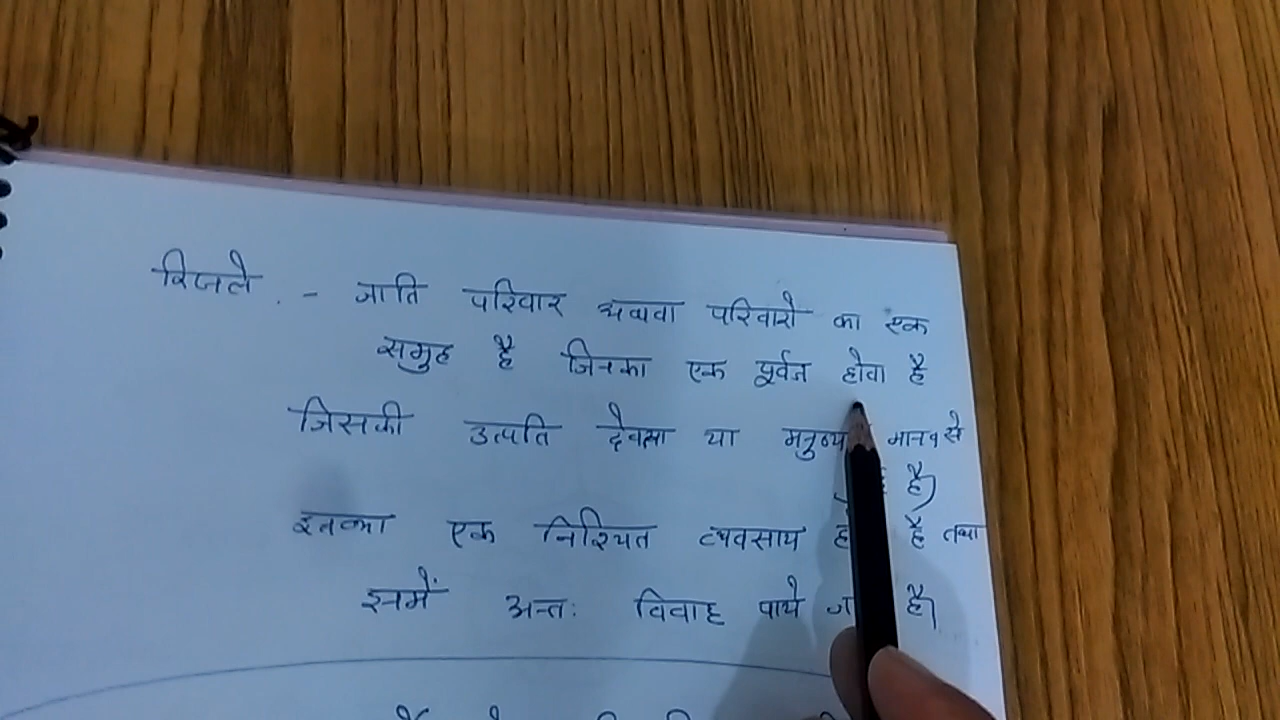 रिजले. - जाति परिवार अथवा परिवारो का एक
समुह है जिनका एक पूर्वज होता है
जिसकी उत्पति देवता या मनुष्य मानव से
है।
इनका एक निश्चित व्यवसाय है तथा
इसमें अन्तः विवाह पाये है।